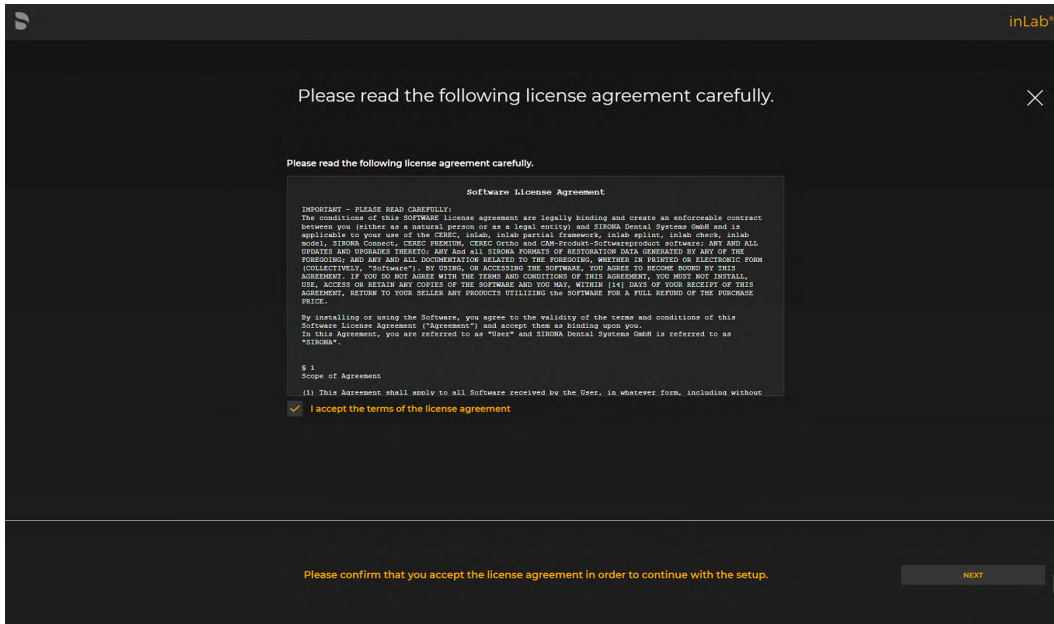 inLab®
Please read the following license agreement carefully.
Please read the following license agreement carefully.
Software License Agreement
IMPORTANT - PLEASE READ CAREFULLY:
The conditions of this SOFTWARE license agreement are legally binding and create an enforceable contract
between you (either as a natural person or as a legal entity) and SIRONA Dental Systems GmbH and is
applicable to your use of the CEREC, inLab, inlab partial framework, inlab splint, inlab check, inlab
model, SIRONA Connect, CEREC PREMIUM, CEREC Ortho and CAM-Produkt-Softwareproduct software; ANY AND ALL
UPDATES AND UPGRADES THERETO; ANY And all SIRONA FORMATS OF RESTORATION DATA GENERATED BY ANY OF THE
FOREGOING; AND ANY AND ALL DOCUMENTATION RELATED TO THE FOREGOING, WHETHER IN PRINTED OR ELECTRONIC FORM
(COLLECTIVELY, "Software"). BY USING, OR ACCESSING THE SOFTWARE, YOU AGREE TO BECOME BOUND BY THIS
AGREEMENT. IF YOU DO NOT AGREE WITH THE TERMS AND CONDITIONS OF THIS AGREEMENT, YOU MUST NOT INSTALL,
USE, ACCESS OR RETAIN ANY COPIES OF THE SOFTWARE AND YOU MAY, WITHIN [14] DAYS OF YOUR RECEIPT OF THIS
AGREEMENT, RETURN TO YOUR SELLER ANY PRODUCTS UTILIZING the SOFTWARE FOR A FULL REFUND OF THE PURCHASE
PRICE.
By installing or using the Software, you agree to the validity of the terms and conditions of this
Software License Agreement ("Agreement") and accept them as binding upon you.
In this Agreement, you are referred to as "User" and SIRONA Dental Systems GmbH is referred to as
"SIRONA".
§ 1
Scope of Agreement
(1) This Agreement shall apply to all Software received by the User, in whatever form, including without
I accept the terms of the license agreement
Please confirm that you accept the license agreement in order to continue with the setup.
NEXT